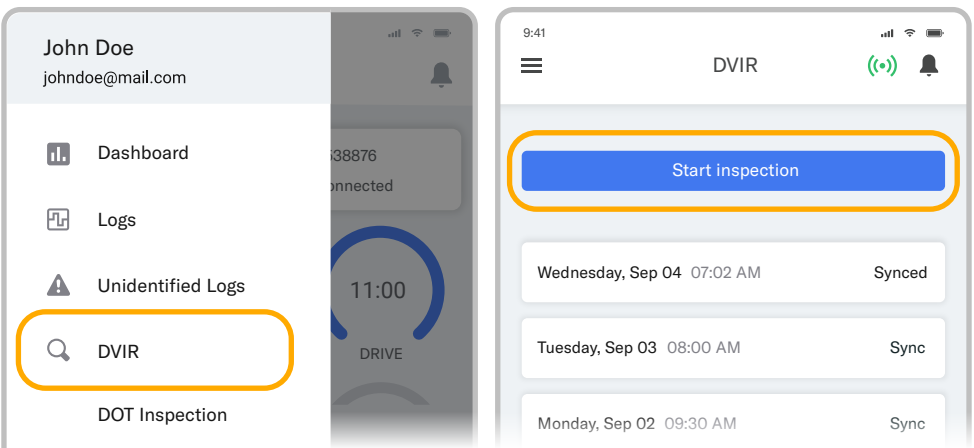 John Doe
johndoe@mail.com
Dashboard
Logs
Unidentified Logs
DVIR
DOT Inspection
538876
onnected
11:00
DRIVE
9:41
DVIR
Start inspection
Wednesday, Sep 04 07:02 AM Synced
Tuesday, Sep 03 08:00 AM Sync
Monday, Sep 02 09:30 AM Sync